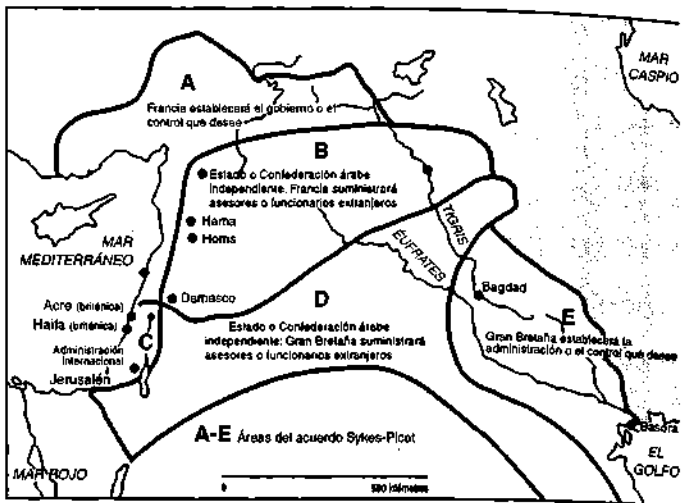 A
Francia establecerá el gobierno o el
control que desee
MAR
CASPIO
B
Estado o Confederación árabe
independiente. Francia suministrará
asesores o funcionarios extranjeros
Hama
Homs
TIGRIS
ÉUFRATES
MAR
MEDITERRÁNEO
Damasco
Bagdad
Acre (británica)
Haifa (británica)
C
Administración
Internacional
Jerusalén
D
Estado o Confederación árabe
independiente: Gran Bretaña suministrará
asesores o funcionarios extranjeros
E
Gran Bretaña establecerá la
administración o el control que desee
Basora
EL
GOLFO
A-E Áreas del acuerdo Sykes-Picot
MAR ROJO
0 500 kilómetros